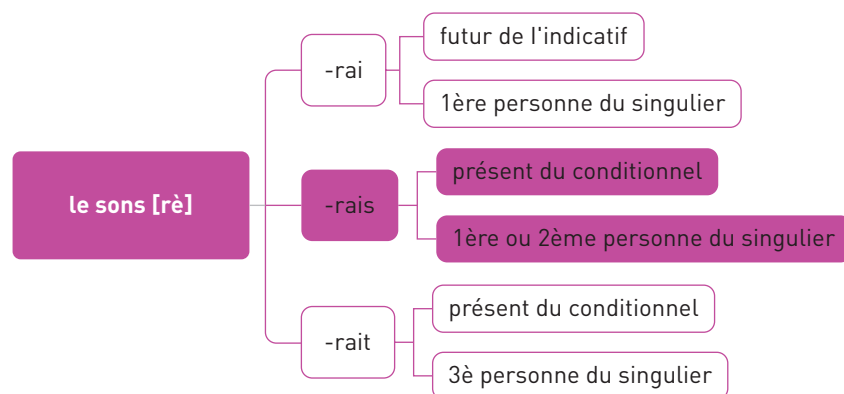 le sons [rè]
-rai
futur de l'indicatif
1ère personne du singulier
-rais
présent du conditionnel
1ère ou 2ème personne du singulier
-rait
présent du conditionnel
3è personne du singulier